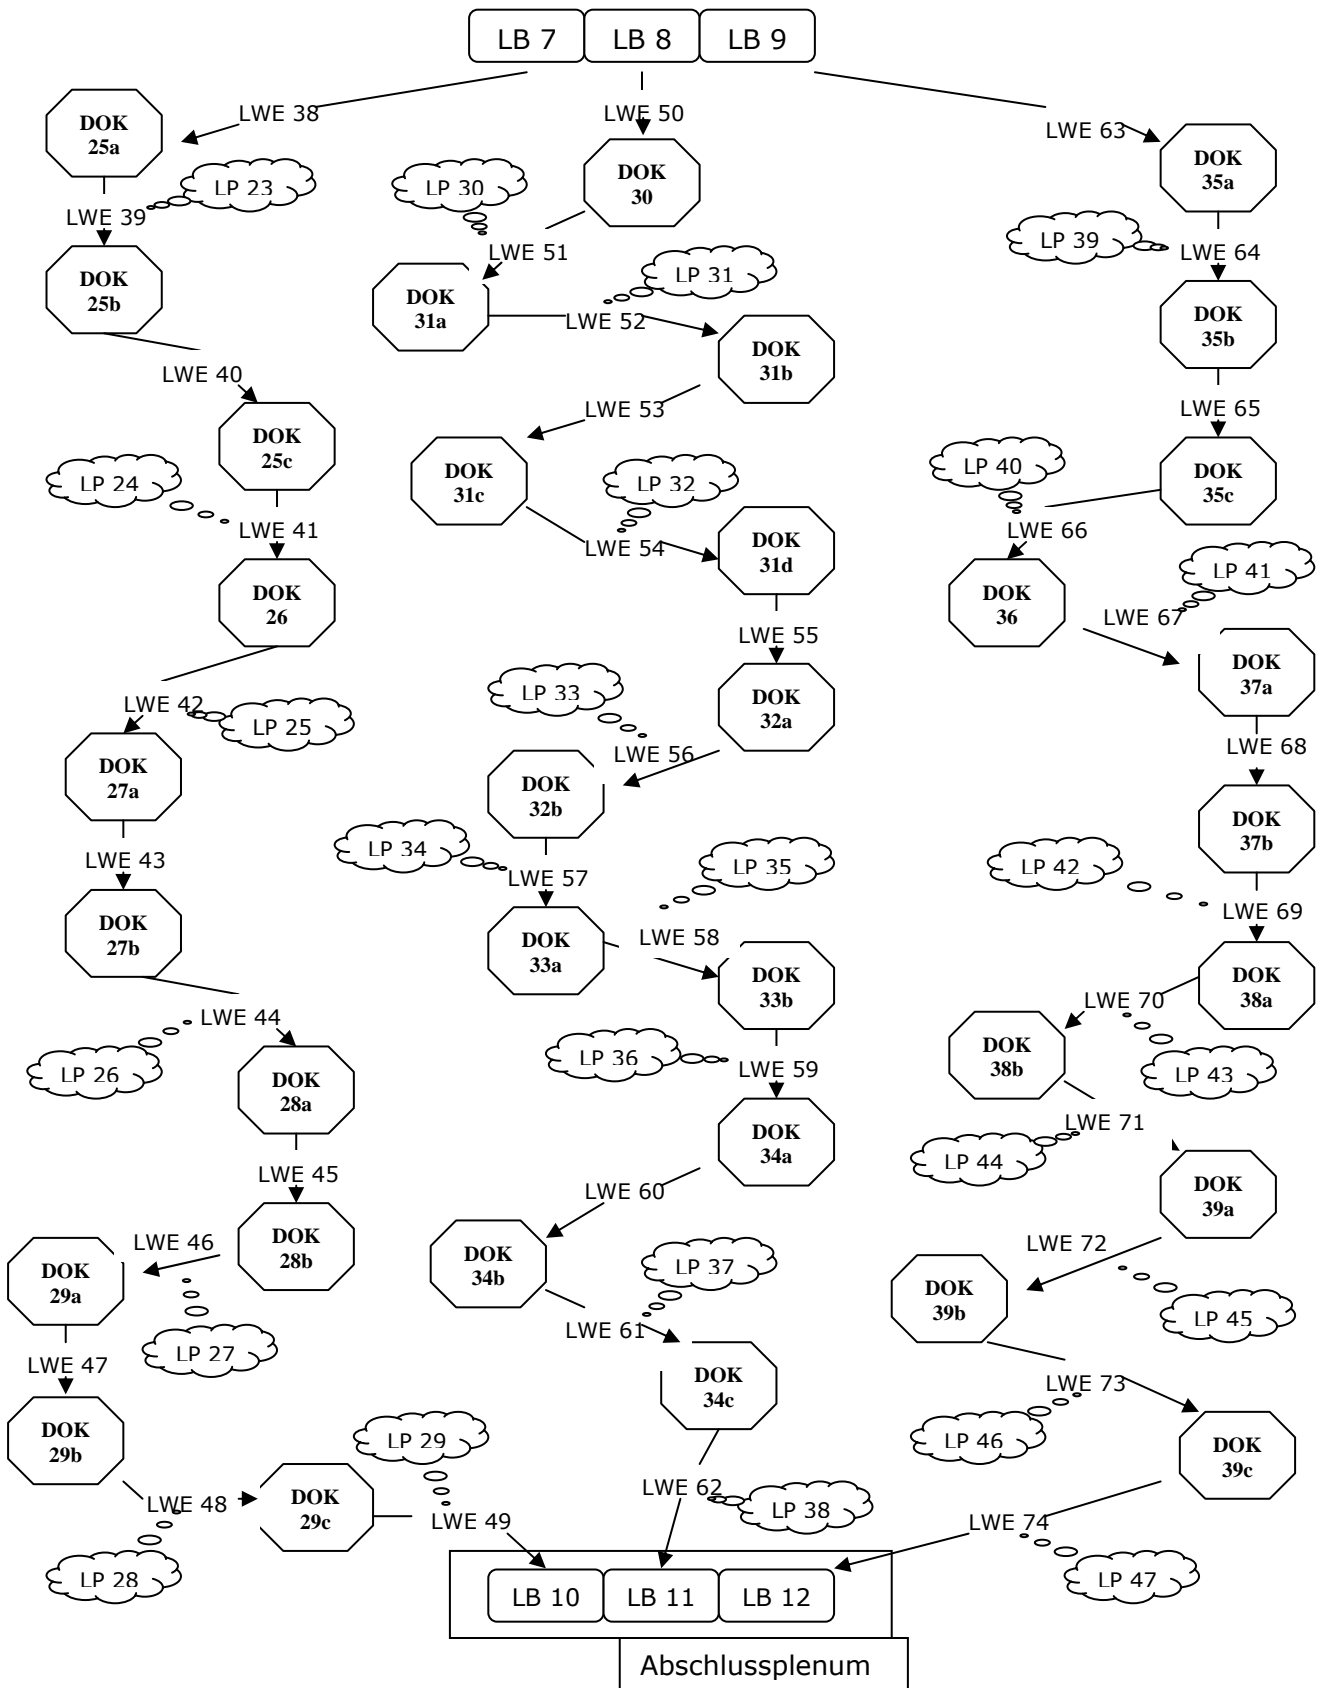 LB 7 LB 8 LB 9
LWE 38
DOK
25a
LP 23
LWE 39
DOK
25b
LWE 40
DOK
25c
LP 24
LWE 41
DOK
26
LWE 42
LP 25
DOK
27a
LWE 43
DOK
27b
LWE 44
LP 26
DOK
28a
LWE 45
DOK
28b
LWE 46
DOK
29a
LP 27
LWE 47
DOK
29b
LWE 48
LP 28
DOK
29c
LP 29
LWE 49
LWE 50
DOK
30
LP 30
LWE 51
DOK
31a
LP 31
LWE 52
DOK
31b
LWE 53
DOK
31c
LP 32
LWE 54
DOK
31d
LWE 55
DOK
32a
LP 33
LWE 56
DOK
32b
LP 34
LWE 57
DOK
33a
LP 35
LWE 58
DOK
33b
LP 36
LWE 59
DOK
34a
LWE 60
DOK
34b
LP 37
LWE 61
DOK
34c
LWE 62
LP 38
LWE 63
DOK
35a
LP 39
LWE 64
DOK
35b
LWE 65
DOK
35c
LP 40
LWE 66
DOK
36
LP 41
LWE 67
DOK
37a
LWE 68
DOK
37b
LP 42
LWE 69
DOK
38a
LWE 70
LP 43
DOK
38b
LWE 71
LP 44
DOK
39a
LWE 72
LP 45
DOK
39b
LWE 73
LP 46
DOK
39c
LWE 74
LP 47
LB 10 LB 11 LB 12
Abschlussplenum